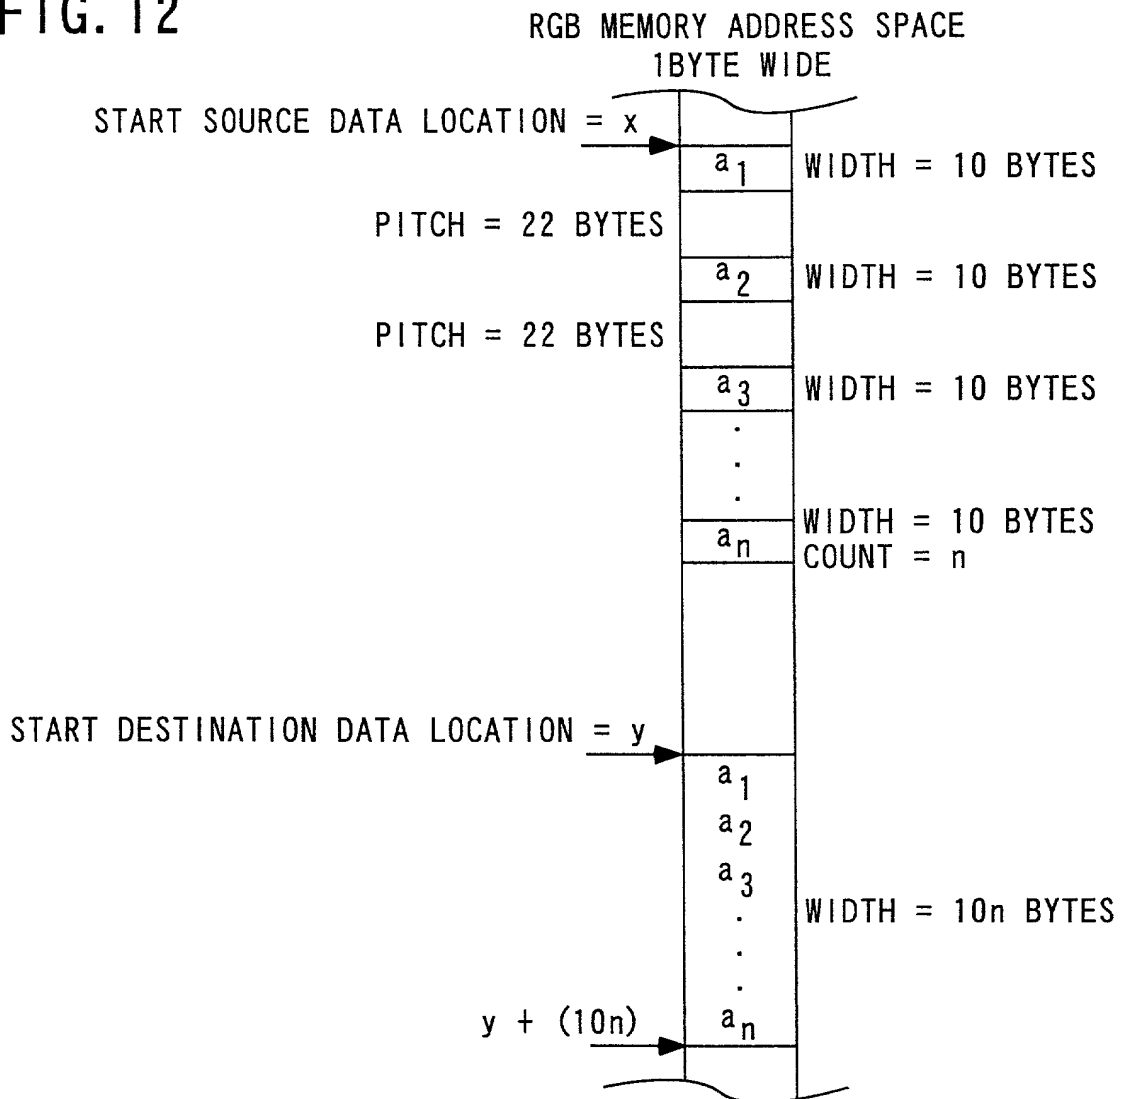 FIG. 12
RGB MEMORY ADDRESS SPACE
1BYTE WIDE
START SOURCE DATA LOCATION = x
a1 WIDTH = 10 BYTES
PITCH = 22 BYTES
a2 WIDTH = 10 BYTES
PITCH = 22 BYTES
a3 WIDTH = 10 BYTES
.
.
.
an WIDTH = 10 BYTES
COUNT = n
START DESTINATION DATA LOCATION = y
a1
a2
a3
. WIDTH = 10n BYTES
.
.
an
y + (10n)